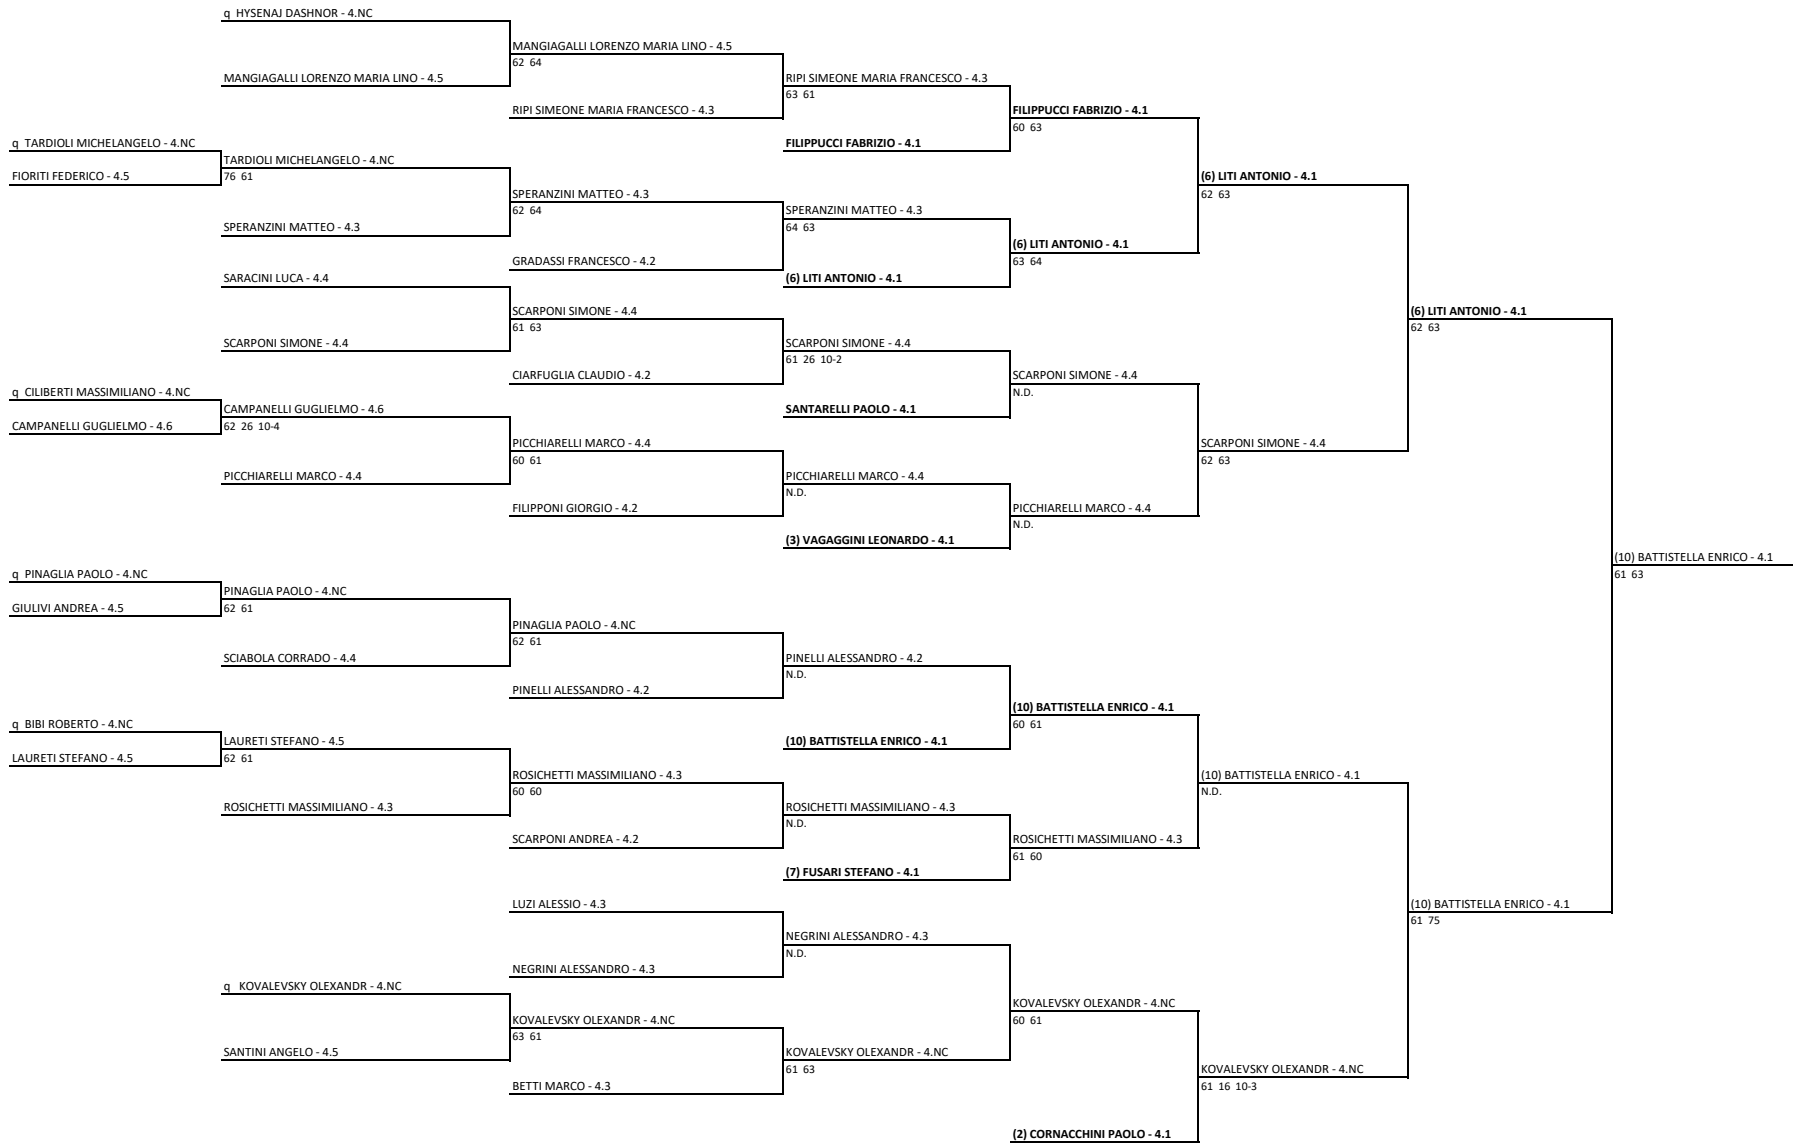 q HYSENAJ DASHNOR - 4.NC
MANGIAGALLI LORENZO MARIA LINO - 4.5
62 64
MANGIAGALLI LORENZO MARIA LINO - 4.5
RIPI SIMEONE MARIA FRANCESCO - 4.3
63 61
RIPI SIMEONE MARIA FRANCESCO - 4.3
FILIPPUCCI FABRIZIO - 4.1
60 63
q TARDIOLI MICHELANGELO - 4.NC
FILIPPUCCI FABRIZIO - 4.1
TARDIOLI MICHELANGELO - 4.NC
FIORITI FEDERICO - 4.5
76 61
(6) LITI ANTONIO - 4.1
62 63
SPERANZINI MATTEO - 4.3
62 64
SPERANZINI MATTEO - 4.3
64 63
SPERANZINI MATTEO - 4.3
(6) LITI ANTONIO - 4.1
63 64
GRADASSI FRANCESCO - 4.2
SARACINI LUCA - 4.4
(6) LITI ANTONIO - 4.1
SCARPONI SIMONE - 4.4
61 63
(6) LITI ANTONIO - 4.1
62 63
SCARPONI SIMONE - 4.4
SCARPONI SIMONE - 4.4
61 26 10-2
CIARFUGLIA CLAUDIO - 4.2
SCARPONI SIMONE - 4.4
N.D.
q CILIBERTI MASSIMILIANO - 4.NC
CAMPANELLI GUGLIELMO - 4.6
SANTARELLI PAOLO - 4.1
CAMPANELLI GUGLIELMO - 4.6
62 26 10-4
PICCHIARELLI MARCO - 4.4
60 61
SCARPONI SIMONE - 4.4
62 63
PICCHIARELLI MARCO - 4.4
PICCHIARELLI MARCO - 4.4
N.D.
FILIPPONI GIORGIO - 4.2
PICCHIARELLI MARCO - 4.4
N.D.
(3) VAGAGGINI LEONARDO - 4.1
(10) BATTISTELLA ENRICO - 4.1
61 63
q PINAGLIA PAOLO - 4.NC
PINAGLIA PAOLO - 4.NC
GIULIVI ANDREA - 4.5
62 61
PINAGLIA PAOLO - 4.NC
62 61
SCIABOLA CORRADO - 4.4
PINELLI ALESSANDRO - 4.2
N.D.
PINELLI ALESSANDRO - 4.2
(10) BATTISTELLA ENRICO - 4.1
60 61
q BIBI ROBERTO - 4.NC
LAURETI STEFANO - 4.5
(10) BATTISTELLA ENRICO - 4.1
LAURETI STEFANO - 4.5
62 61
ROSICHETTI MASSIMILIANO - 4.3
60 60
(10) BATTISTELLA ENRICO - 4.1
N.D.
ROSICHETTI MASSIMILIANO - 4.3
ROSICHETTI MASSIMILIANO - 4.3
N.D.
SCARPONI ANDREA - 4.2
ROSICHETTI MASSIMILIANO - 4.3
61 60
(7) FUSARI STEFANO - 4.1
LUZI ALESSIO - 4.3
(10) BATTISTELLA ENRICO - 4.1
61 75
NEGRINI ALESSANDRO - 4.3
N.D.
NEGRINI ALESSANDRO - 4.3
q KOVALEVSKY OLEXANDR - 4.NC
KOVALEVSKY OLEXANDR - 4.NC
60 61
KOVALEVSKY OLEXANDR - 4.NC
63 61
SANTINI ANGELO - 4.5
KOVALEVSKY OLEXANDR - 4.NC
61 63
KOVALEVSKY OLEXANDR - 4.NC
61 16 10-3
BETTI MARCO - 4.3
(2) CORNACCHINI PAOLO - 4.1